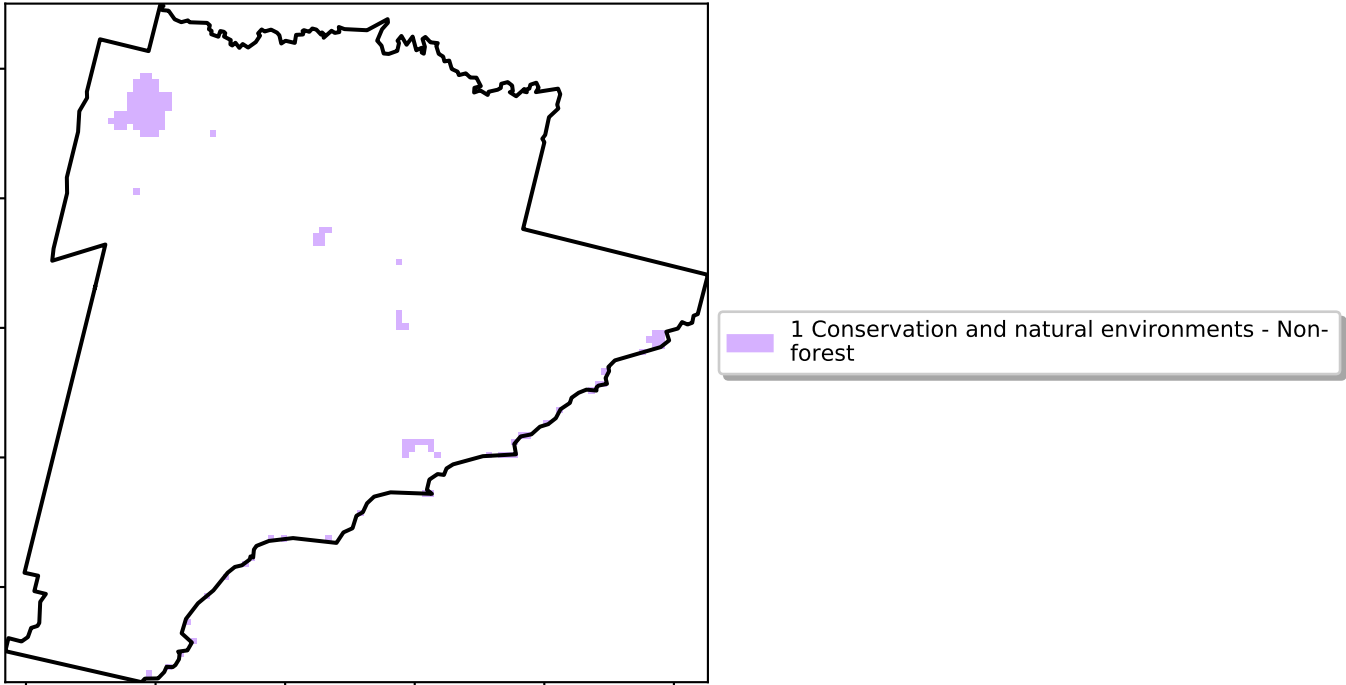 1 Conservation and natural environments - Non-
forest